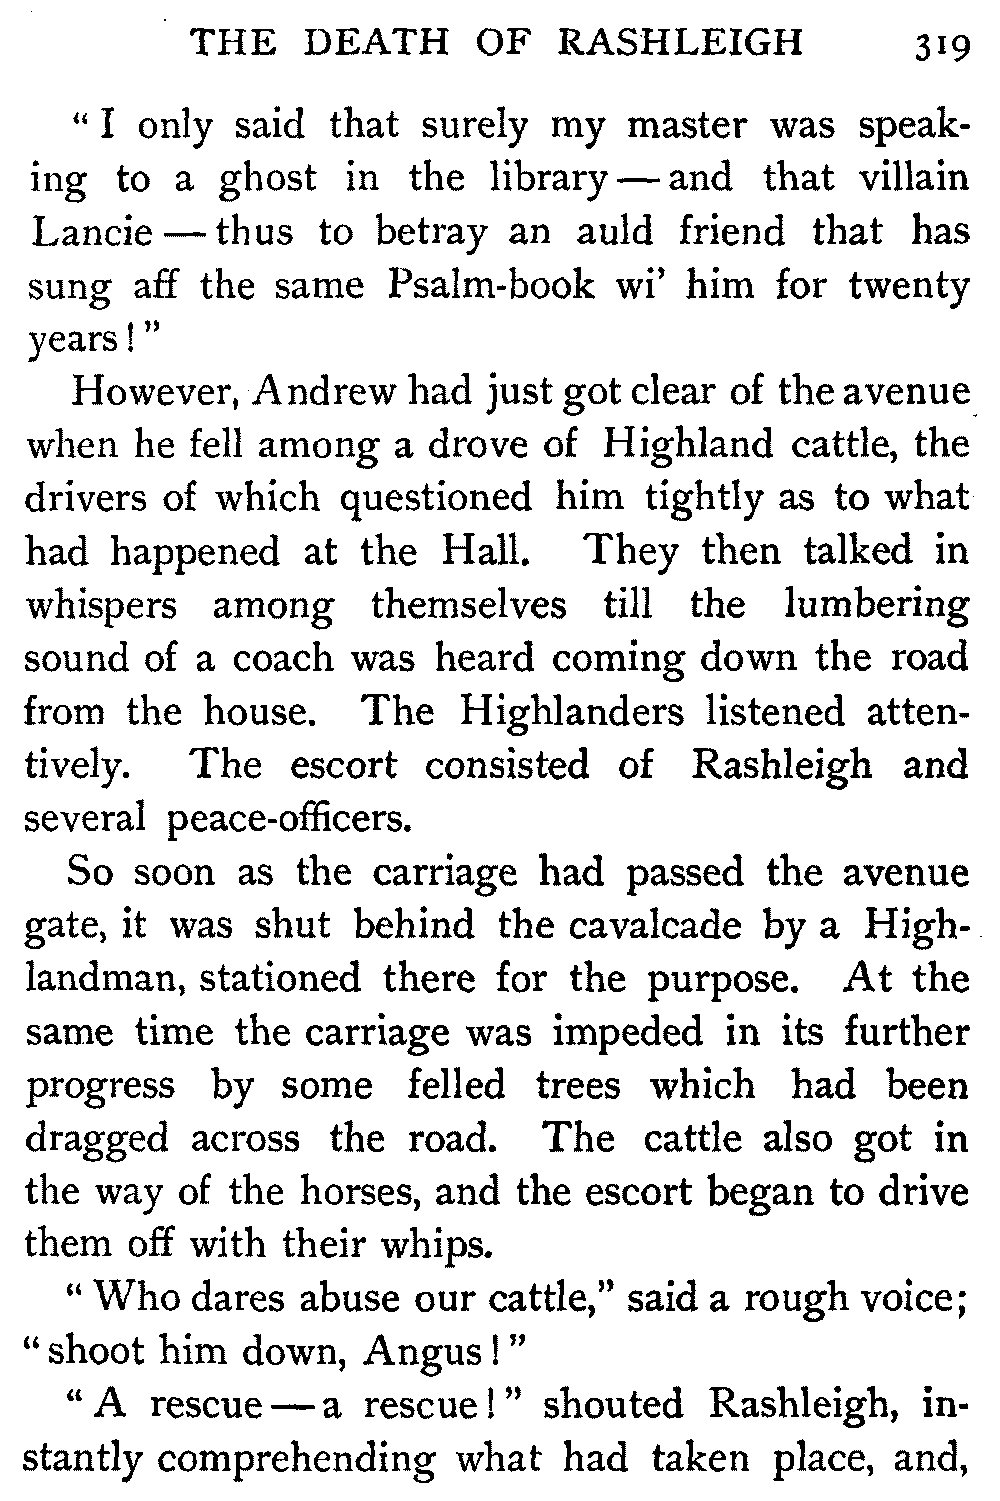 THE DEATH OF RASHLEIGH 319
“ I only said that surely my master was speak-
ing to a ghost in the library — and that villain
Lancie — thus to betray an auld friend that has
sung aff the same Psalm-book wi’ him for twenty
years ! ”
However, Andrew had just got clear of the avenue
when he fell among a drove of Highland cattle, the
drivers of which questioned him tightly as to what
had happened at the Hall. They then talked in
whispers among themselves till the lumbering
sound of a coach was heard coming down the road
from the house. The Highlanders listened atten-
tively. The escort consisted of Rashleigh and
several peace-officers.
So soon as the carriage had passed the avenue
gate, it was shut behind the cavalcade by a High-
landman, stationed there for the purpose. At the
same time the carriage was impeded in its further
progress by some felled trees which had been
dragged across the road. The cattle also got in
the way of the horses, and the escort began to drive
them off with their whips.
“ Who dares abuse our cattle,” said a rough voice;
“ shoot him down, Angus ! ”
“ A rescue — a rescue ! ” shouted Rashleigh, in-
stantly comprehending what had taken place, and,